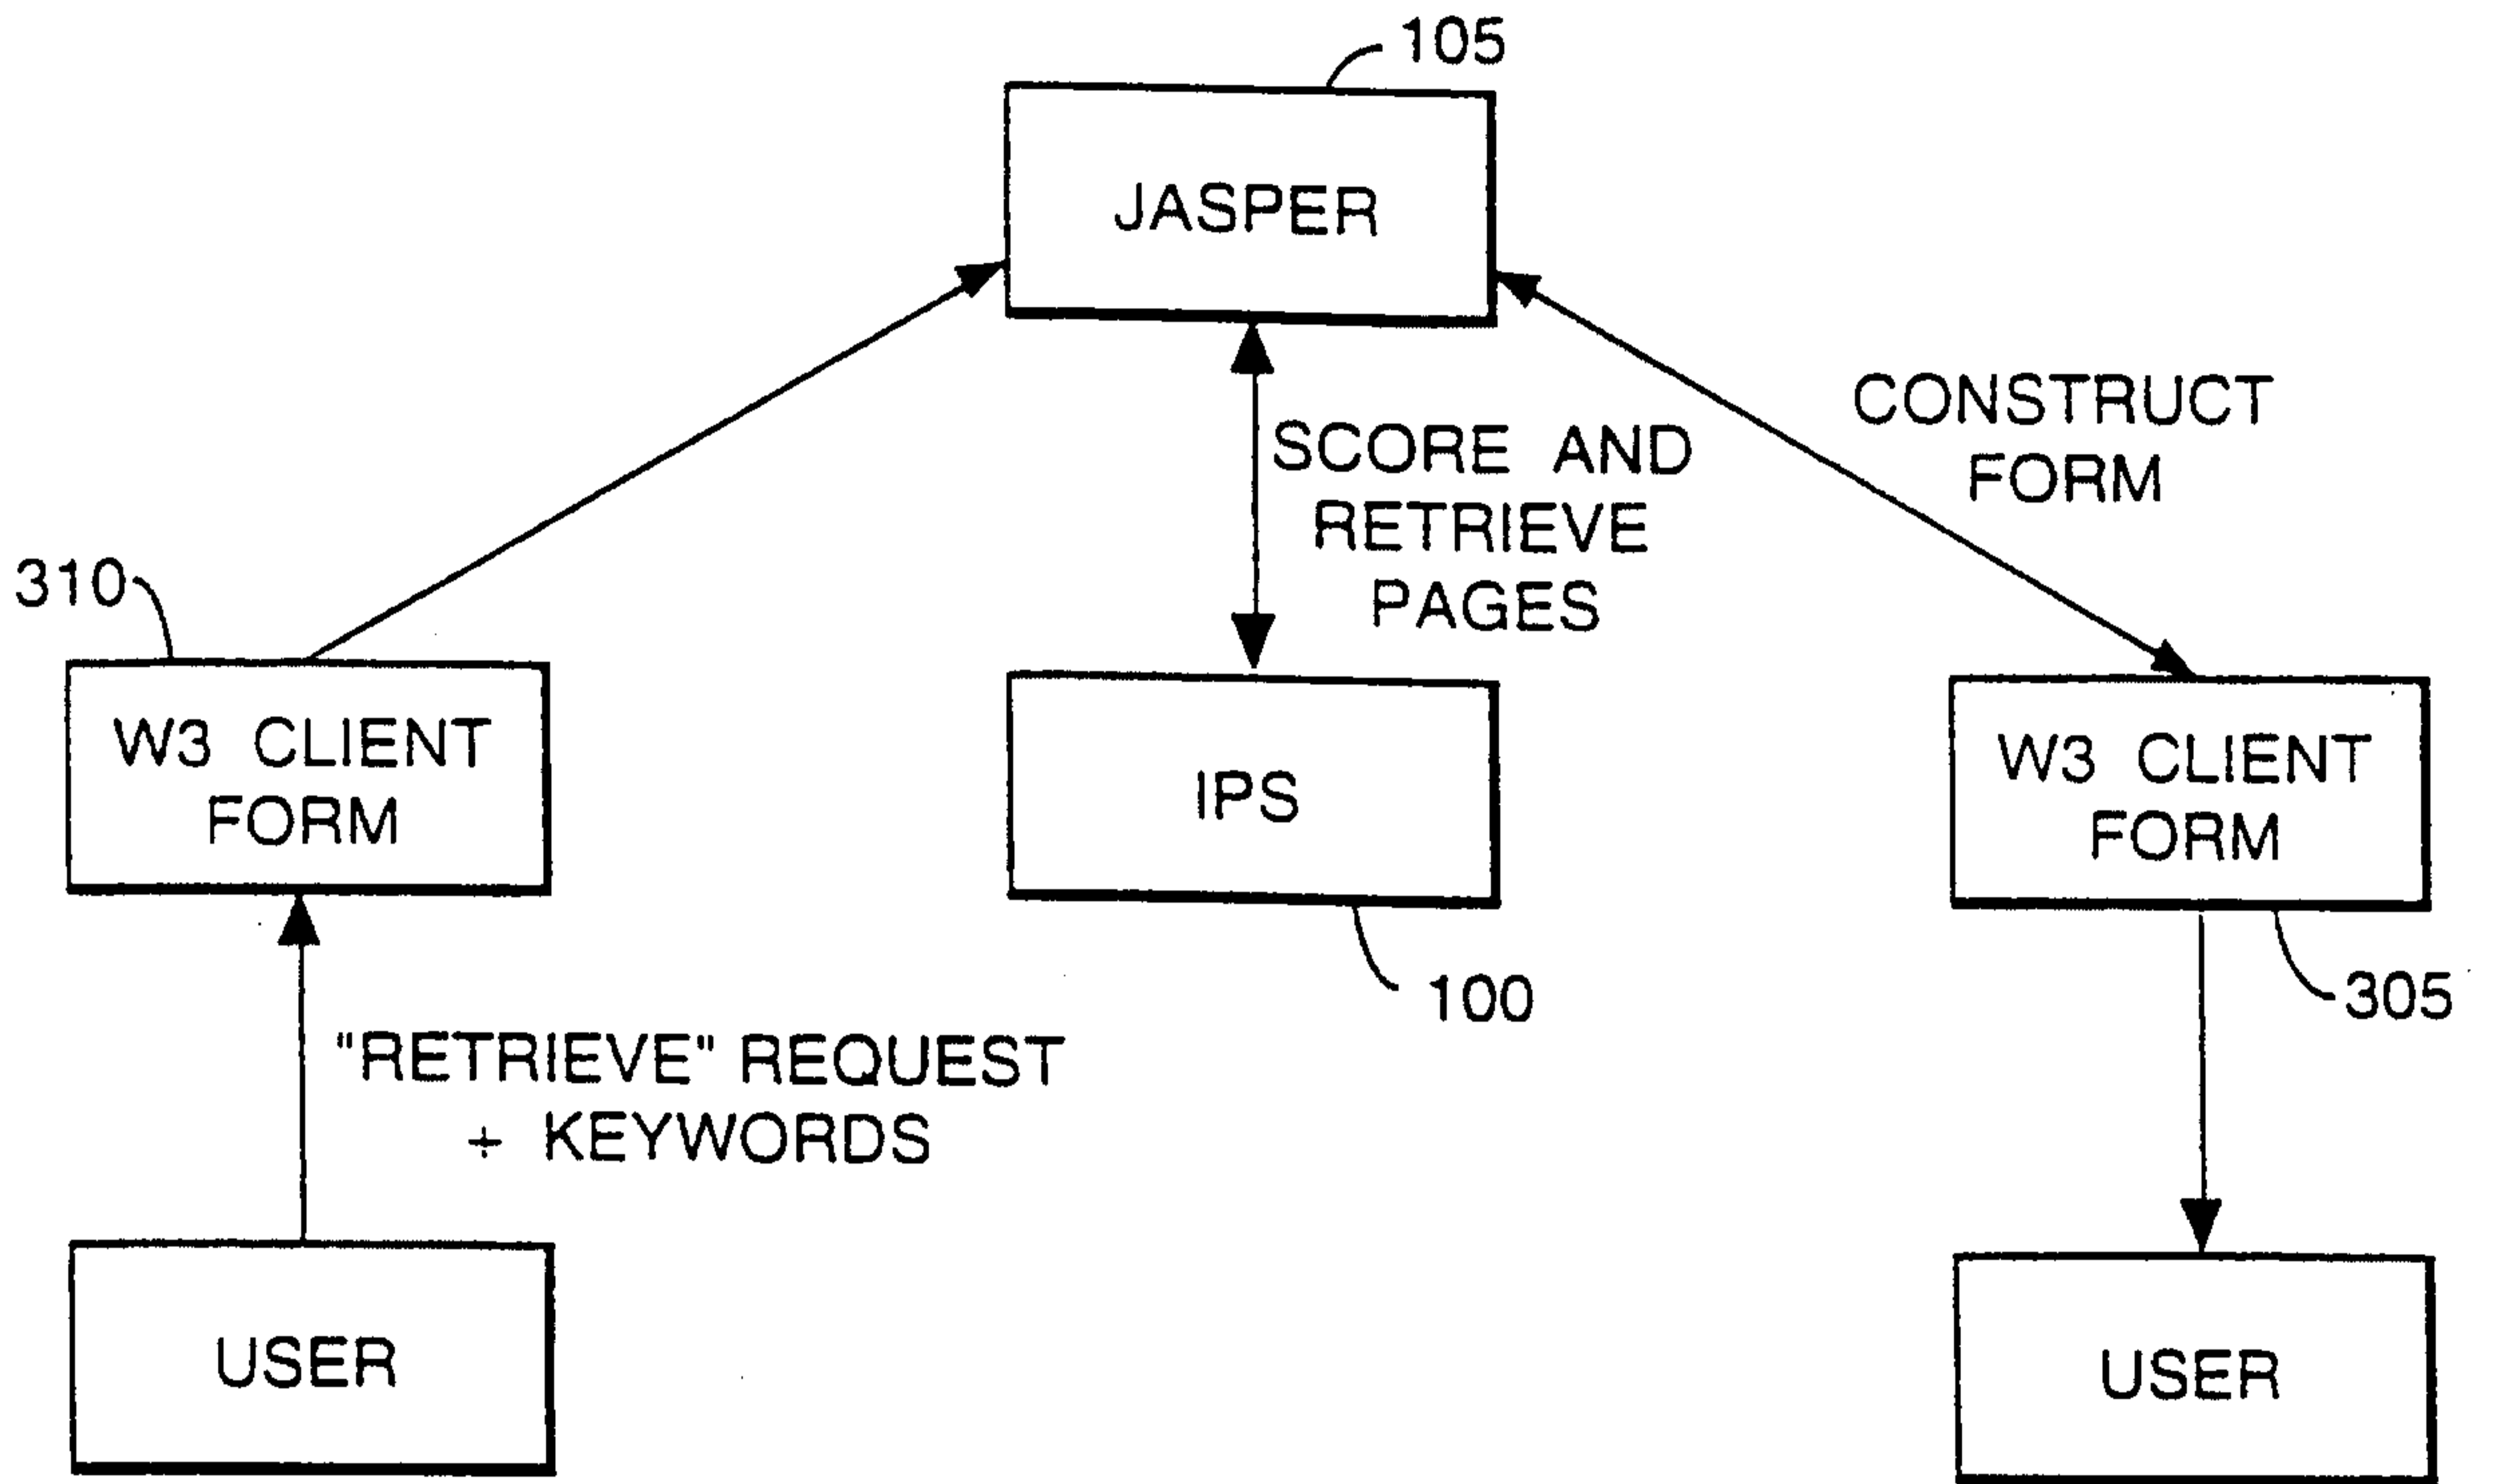 105
JASPER
CONSTRUCT
FORM
SCORE AND
RETRIEVE
PAGES
310
W3 CLIENT
FORM
IPS
W3 CLIENT
FORM
100
305
"RETRIEVE" REQUEST
+ KEYWORDS
USER
USER